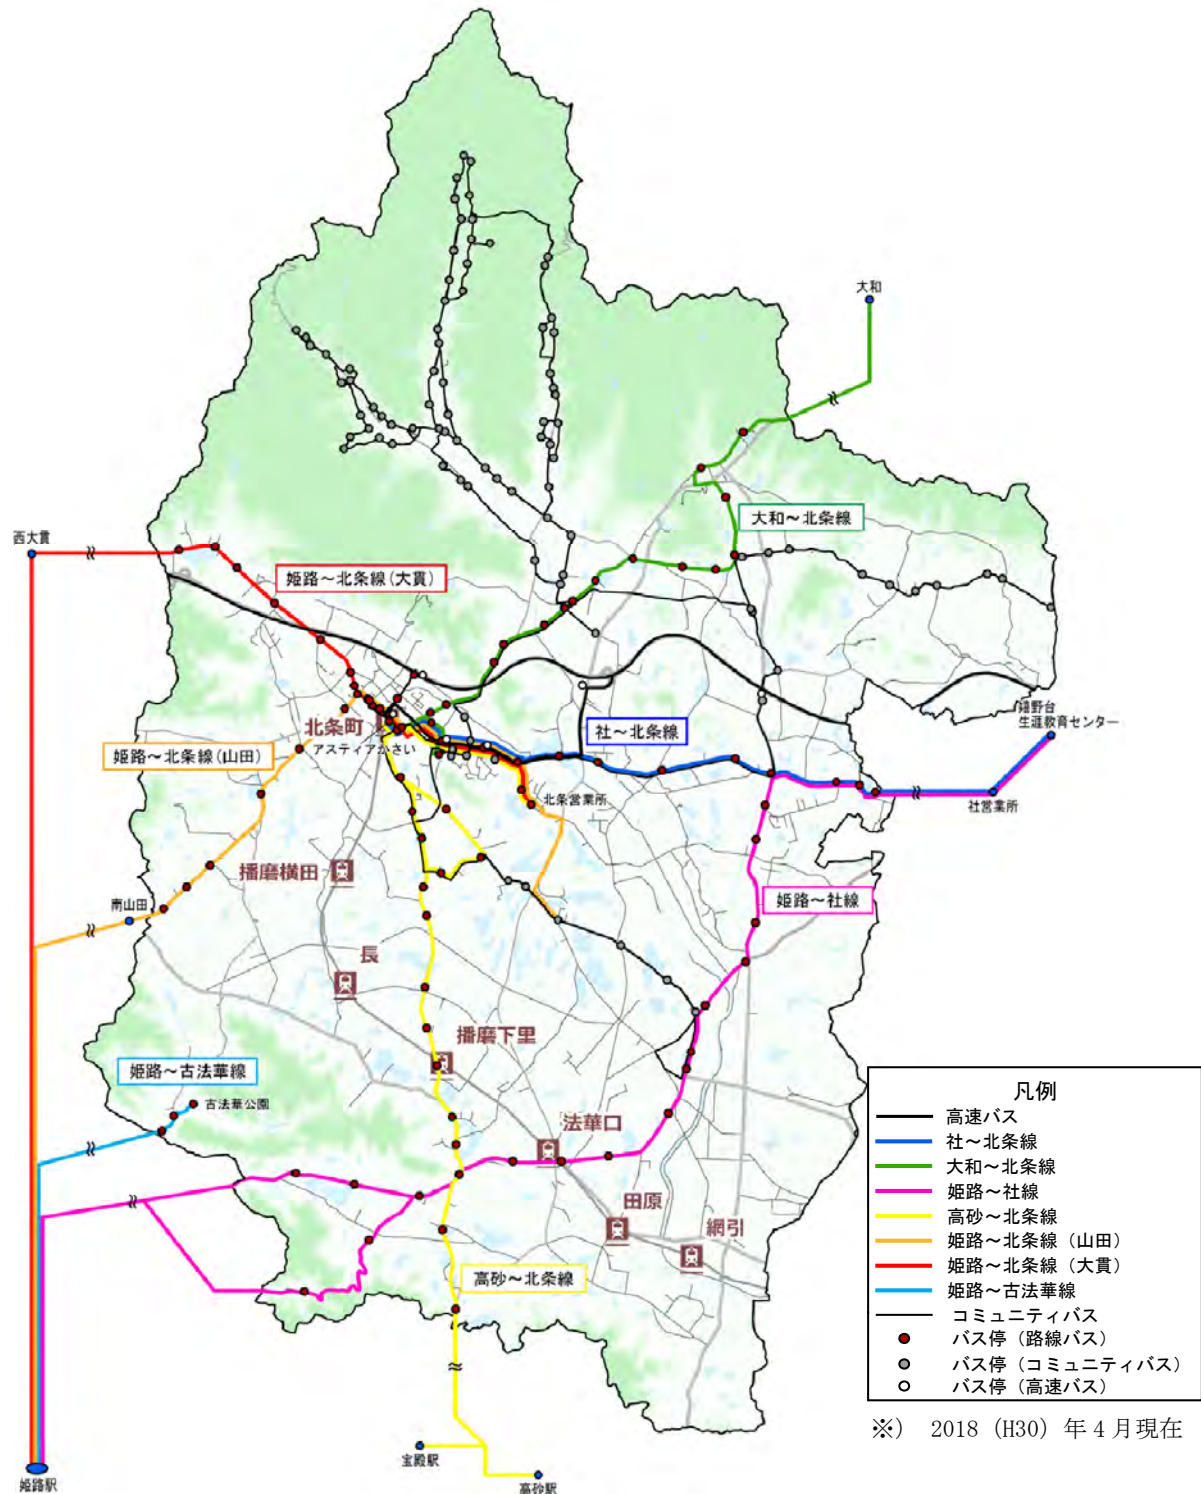 大和
大和～北条線
西大貫
姫路～北条線(大貫)
嬉野台
生涯教育センター
北条町
アスティアかさい
社～北条線
姫路～北条線(山田)
北条営業所
社営業所
播磨横田
姫路～社線
南山田
長
播磨下里
姫路～古法華線
古法華公園
法華口
田原
網引
高砂～北条線
宝殿駅
高砂駅
姫路駅
凡例
高速バス
社～北条線
大和～北条線
姫路～社線
高砂～北条線
姫路～北条線（山田）
姫路～北条線（大貫）
姫路～古法華線
コミュニティバス
バス停（路線バス）
バス停（コミュニティバス）
バス停（高速バス）
※） 2018（H30）年4月現在